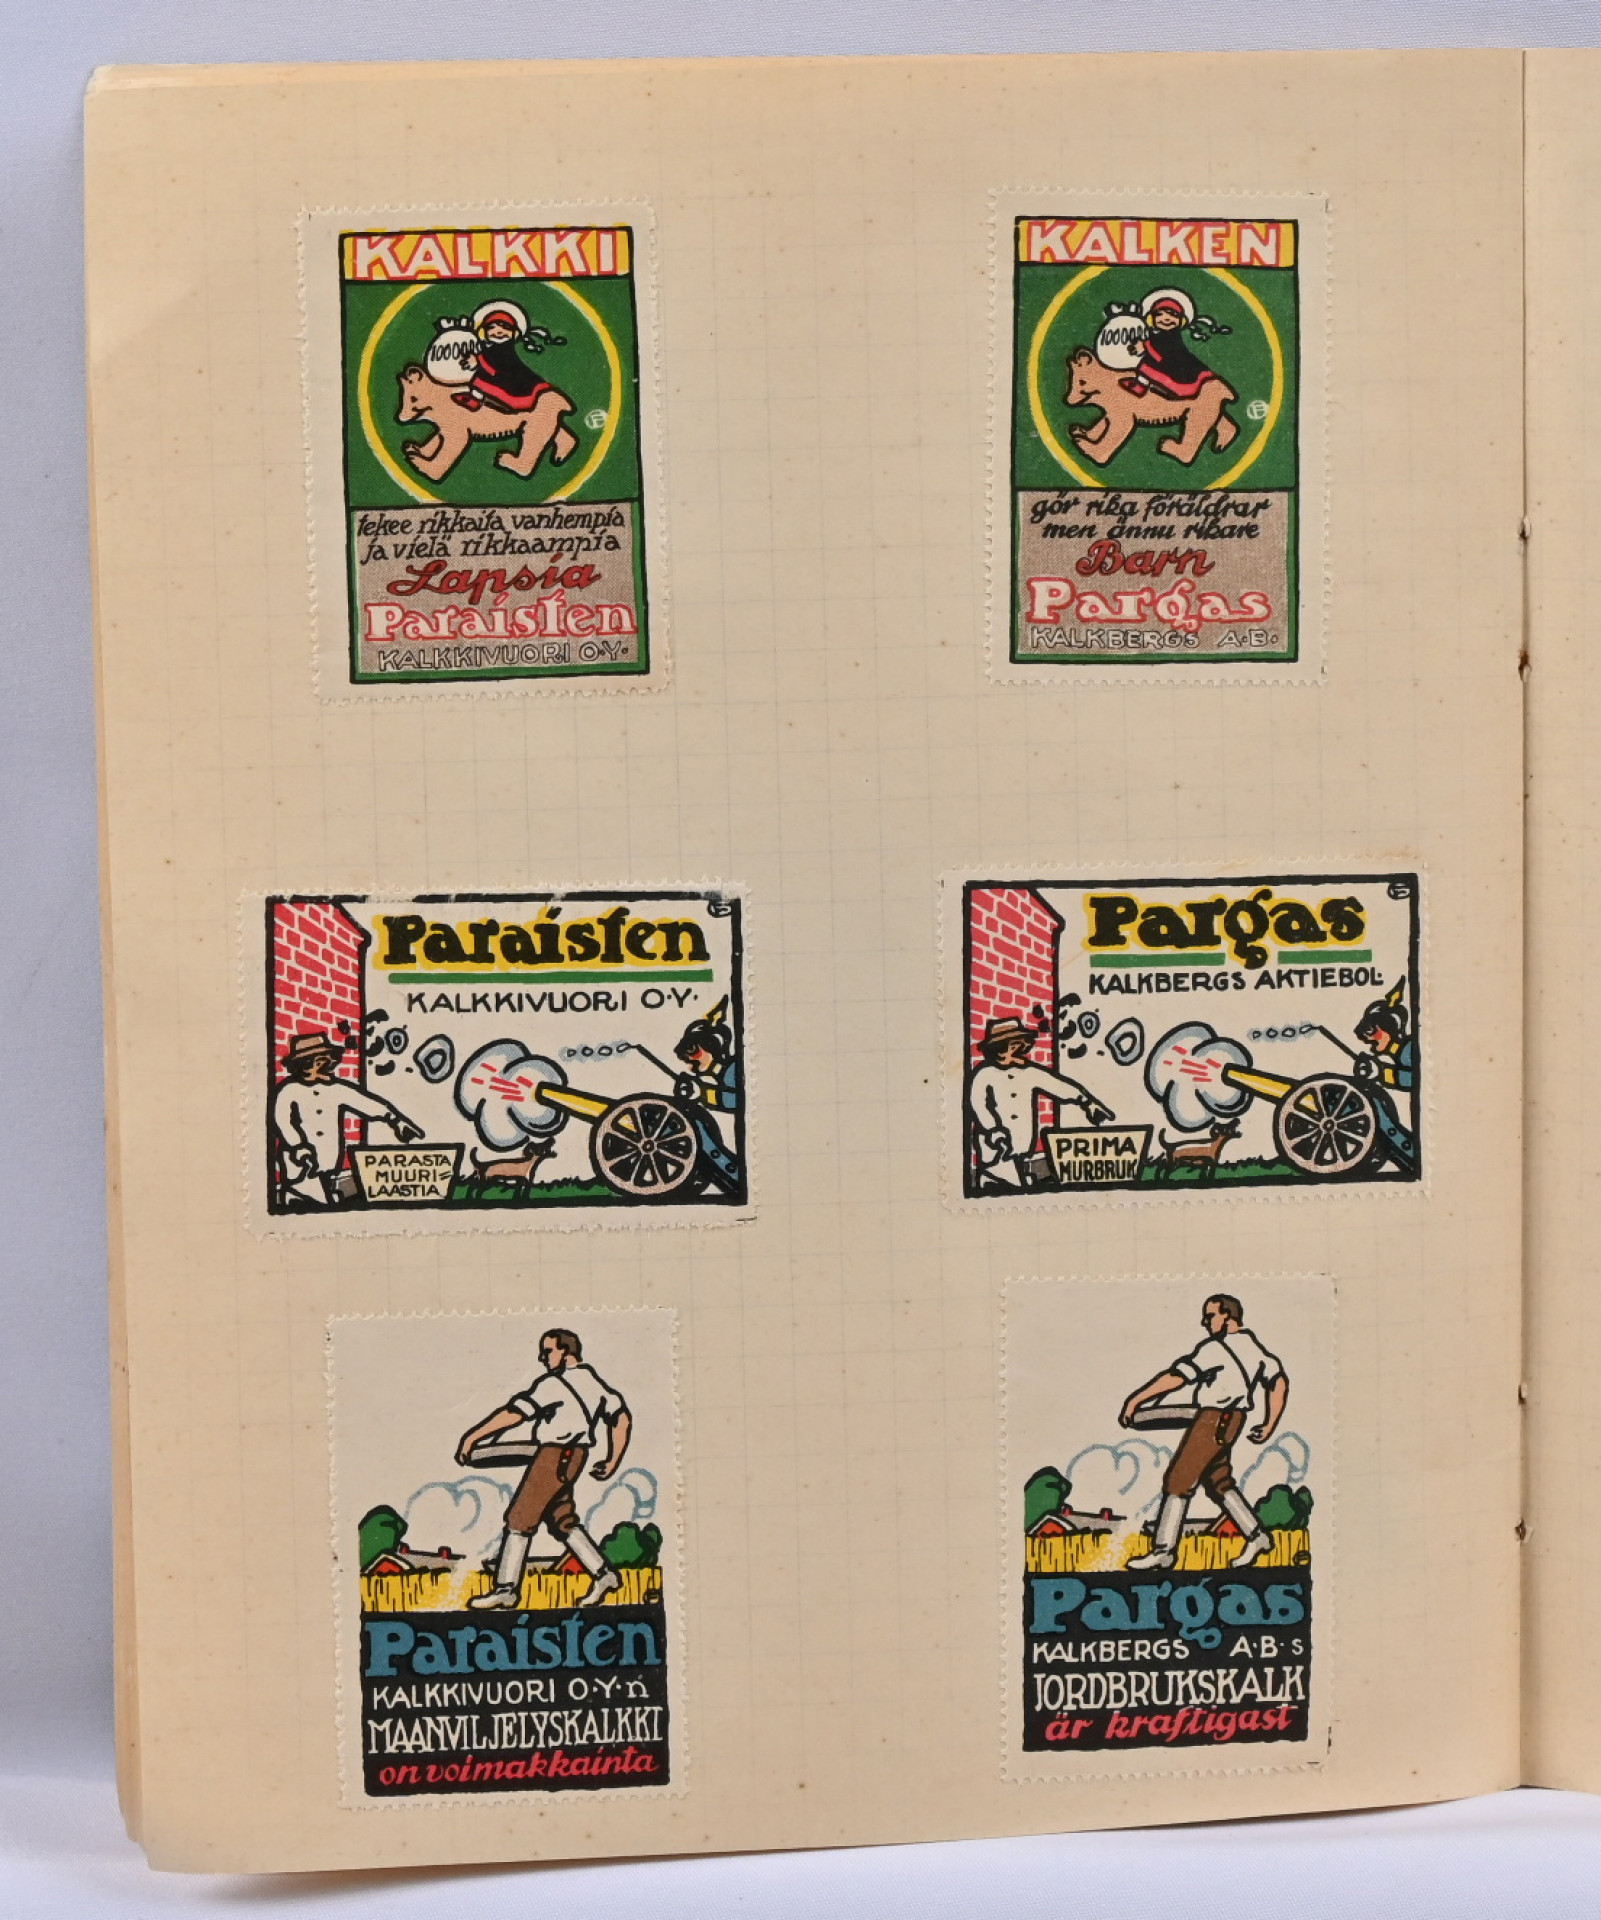 KALKKI
100000
tekee rikkaita vanhempia
ja vielä rikkaampia
Lapsia
Paraisten
KALKKIVUORI O.Y.
KALKEN
100000
gör rika föräldrar
men ännu rikare
Barn
Pargas
KALKBERGS A.B.
Paraisten
KALKKIVUORI O.Y.
PARASTA
MUURI=
LAASTIA
Pargas
KALKBERGS AKTIEBOL.
PRIMA
MURBRUK
Paraisten
KALKKIVUORI O.Y.n
MAANVILJELYSKALKKI
on voimakkainta
Pargas
KALKBERGS A.B.s
JORDBRUKSKALK
är kraftigast